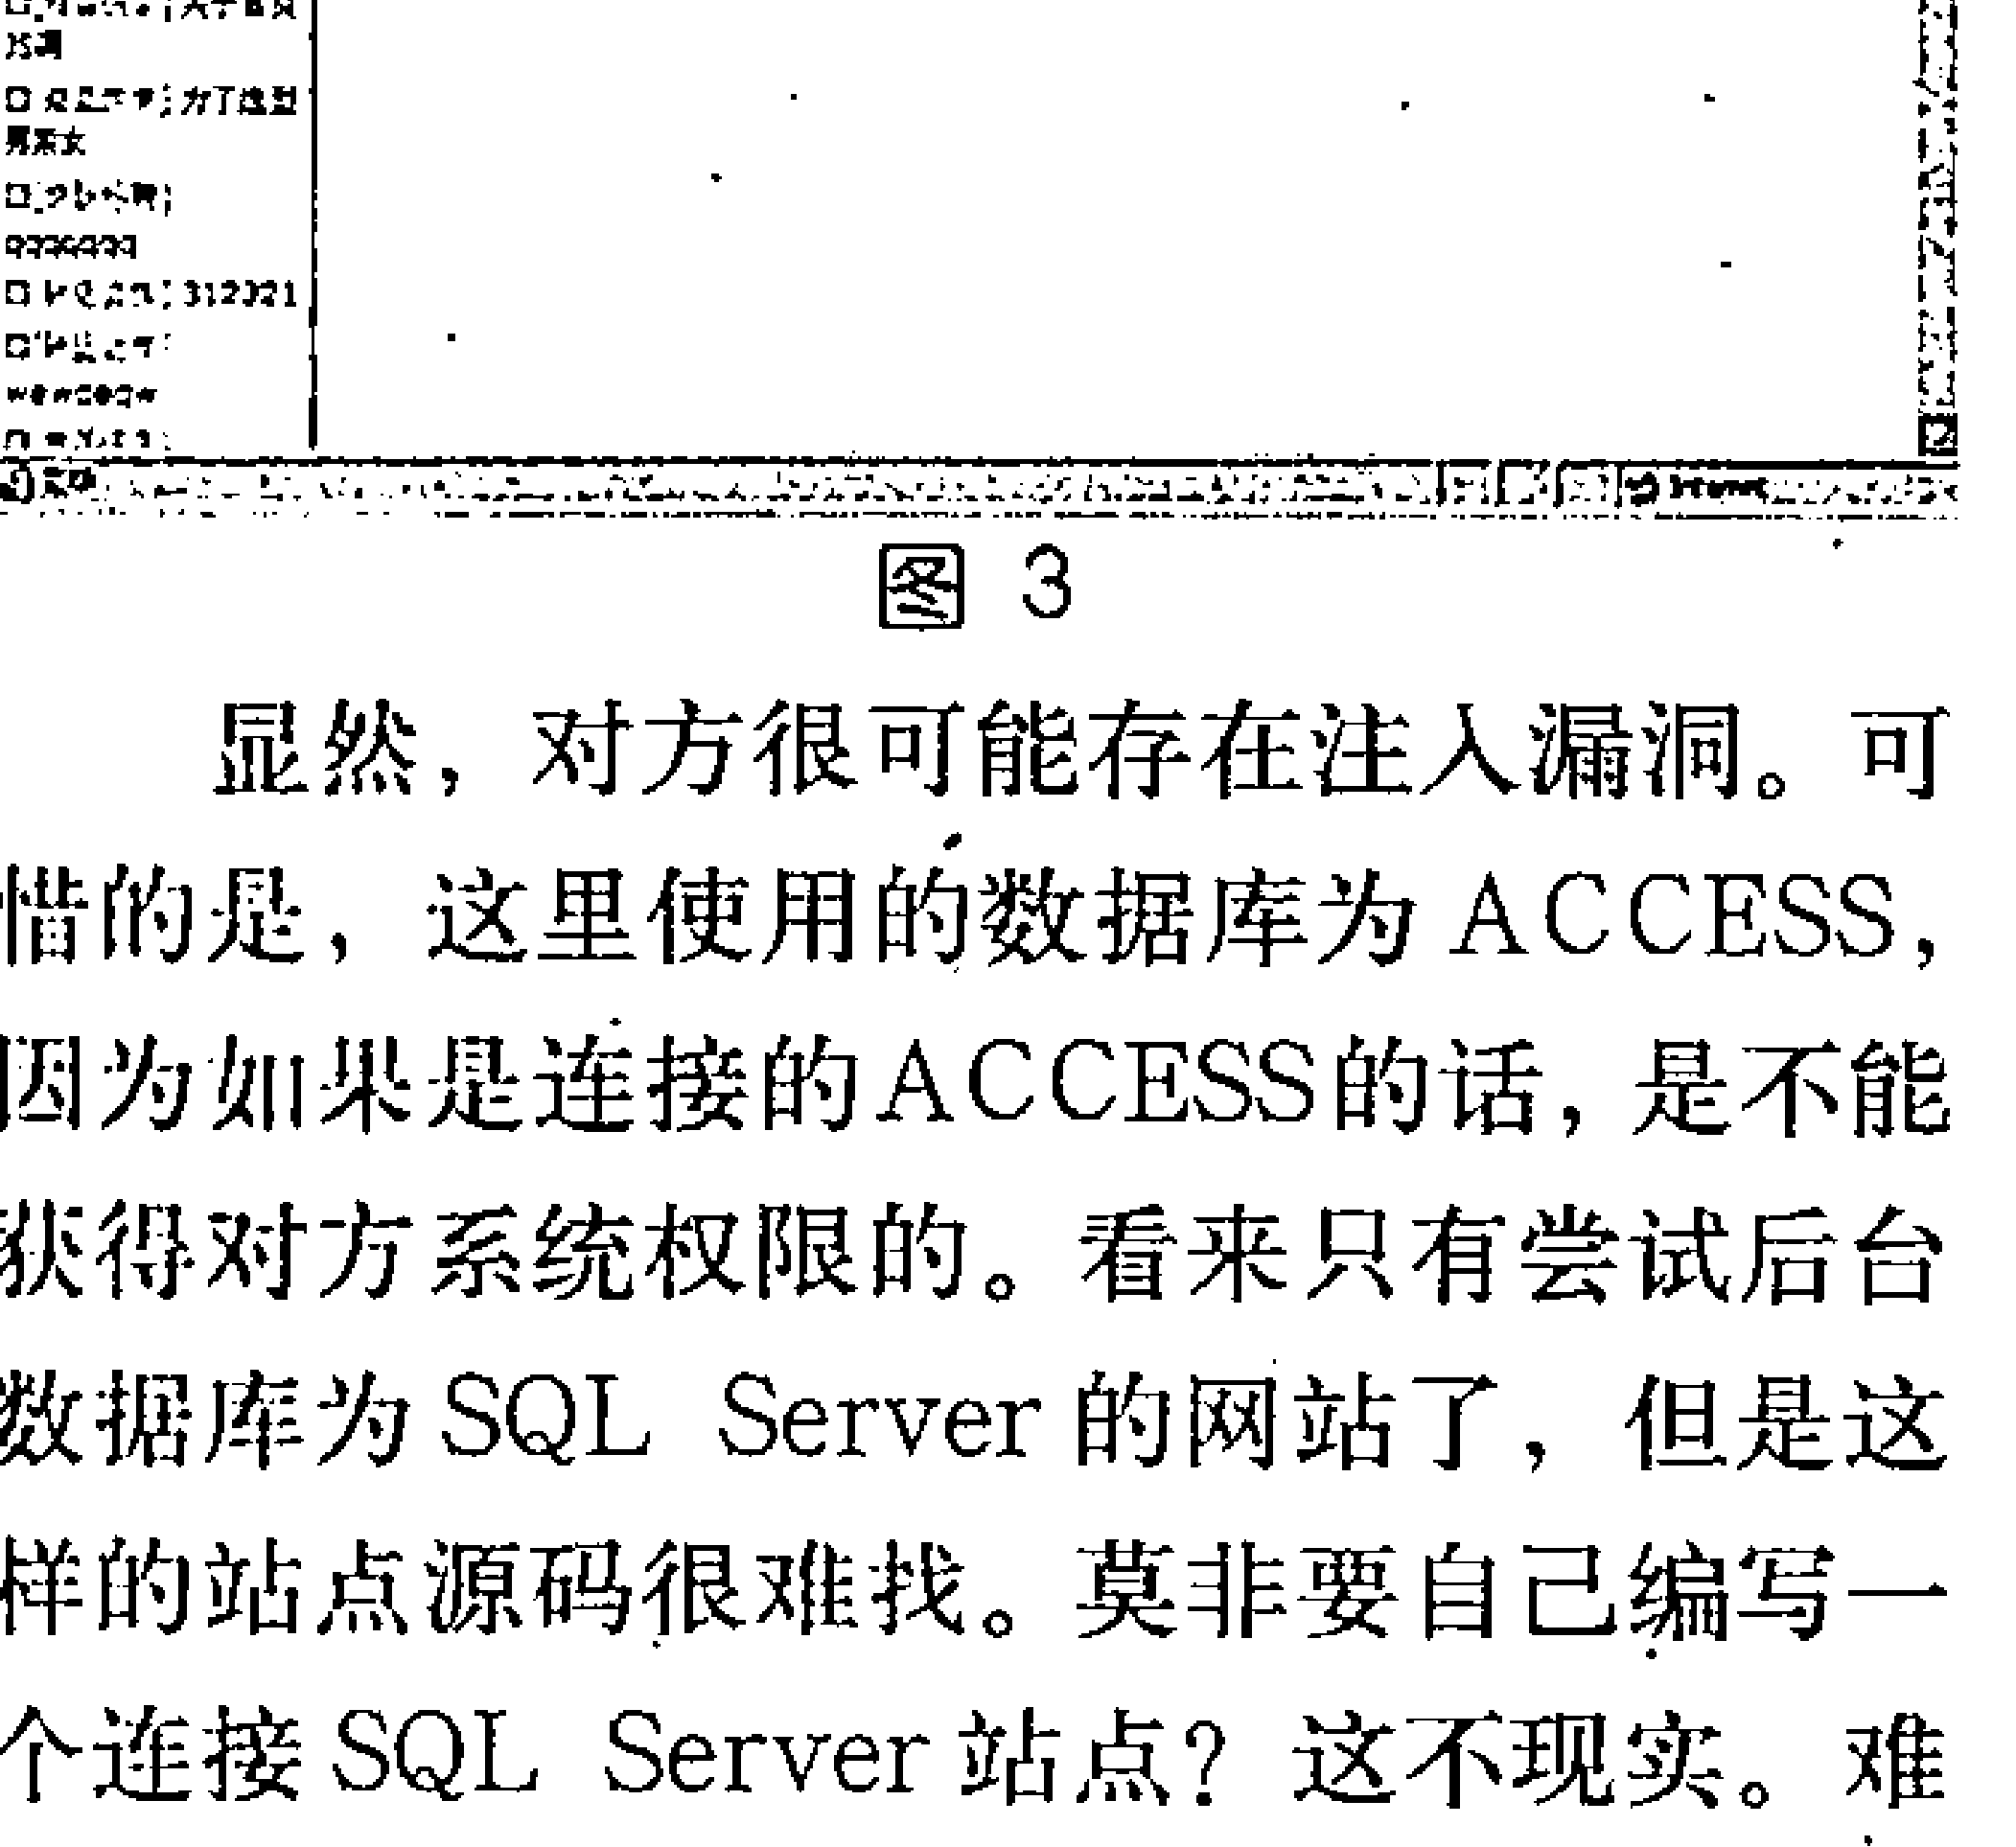 qqqqqqq
312321
图 3
显然，对方很可能存在注入漏洞。可
惜的是，这里使用的数据库为 ACCESS，
因为如果是连接的ACCESS的话，是不能
获得对方系统权限的。看来只有尝试后台
数据库为 SQL Server 的网站了，但是这
样的站点源码很难找。莫非要自己编写一
个连接 SQL Server 站点？这不现实。难